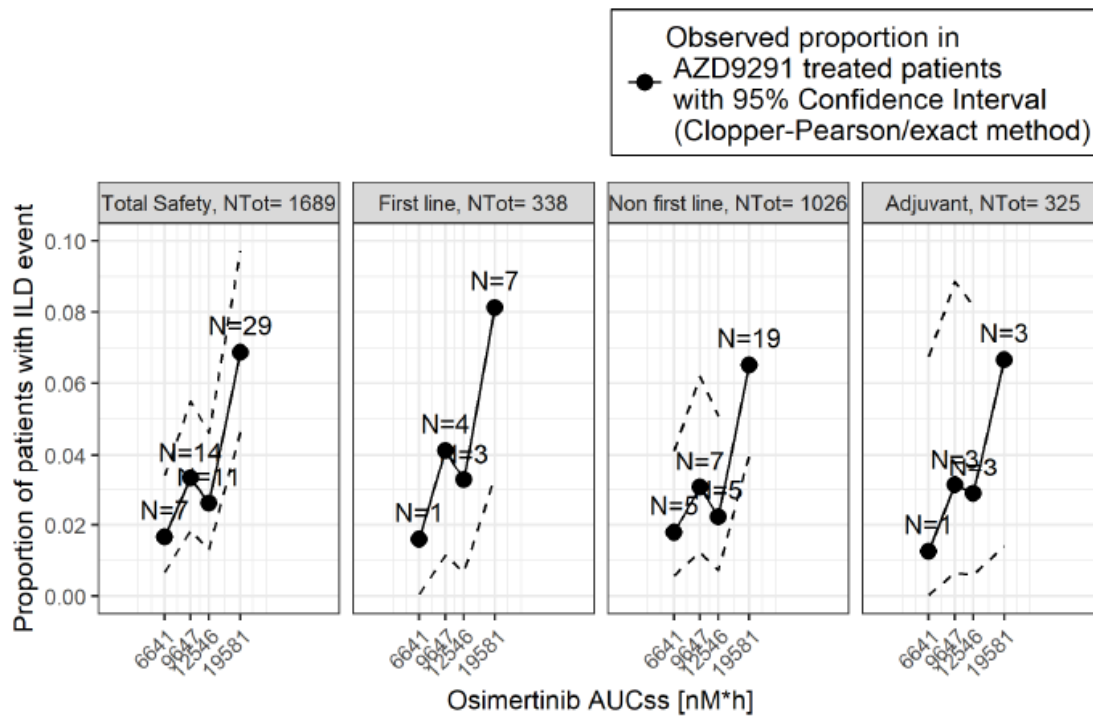 Observed proportion in
AZD9291 treated patients
with 95% Confidence Interval
(Clopper-Pearson/exact method)
Total Safety, NTot= 1689
First line, NTot= 338
Non first line, NTot= 1026
Adjuvant, NTot= 325
Proportion of patients with ILD event
0.10
0.08
0.06
0.04
0.02
0.00
N=7
N=14
N=11
N=29
N=1
N=4
N=3
N=7
N=5
N=7
N=5
N=19
N=1
N=3
N=3
N=3
6641
9647
12546
19581
6641
9647
12546
19581
6641
9647
12546
19581
6641
9647
12546
19581
Osimertinib AUCss [nM*h]